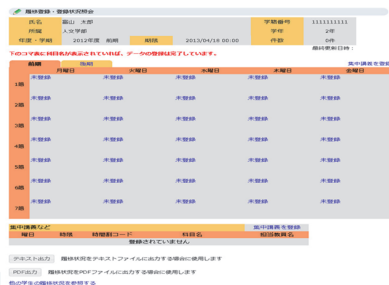 履修登録・登録状況照会
氏名 富山 太郎 学籍番号 1111111111
所属 人文学部 学年 2年
年度・学期 2012年度 前期 期限 2013/04/16 00:00 件数 0件
最終更新日時：
下のコマ表に科目名が表示されていれば、データの登録は完了しています。
前期 後期 集中講義を登録
月曜日 火曜日 水曜日 木曜日 金曜日
1限 未登録 未登録 未登録 未登録 未登録
2限 未登録 未登録 未登録 未登録 未登録
3限 未登録 未登録 未登録 未登録 未登録
4限 未登録 未登録 未登録 未登録 未登録
5限 未登録 未登録 未登録 未登録 未登録
6限 未登録 未登録 未登録 未登録 未登録
7限 未登録 未登録 未登録 未登録 未登録
集中講義など 集中講義を登録
曜日 時限 時間割コード 科目名 担当教員名
登録されていません
テキスト出力 履修状況をテキストファイルに出力する場合に使用します
PDF出力 履修状況をPDFファイルに出力する場合に使用します
他の学生の履修状況を参照する